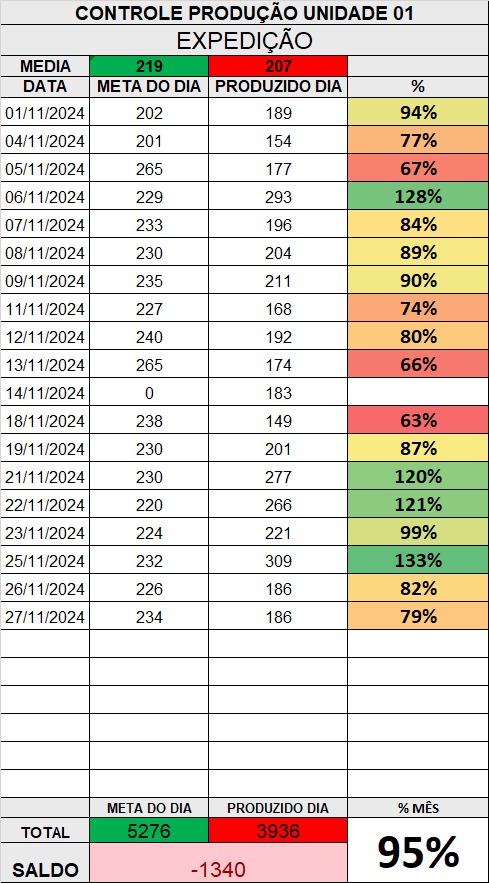 CONTROLE PRODUÇÃO UNIDADE 01
EXPEDIÇÃO
MEDIA 219 207
DATA META DO DIA PRODUZIDO DIA %
01/11/2024 202 189 94%
04/11/2024 201 154 77%
05/11/2024 265 177 67%
06/11/2024 229 293 128%
07/11/2024 233 196 84%
08/11/2024 230 204 89%
09/11/2024 235 211 90%
11/11/2024 227 168 74%
12/11/2024 240 192 80%
13/11/2024 265 174 66%
14/11/2024 0 183
18/11/2024 238 149 63%
19/11/2024 230 201 87%
21/11/2024 230 277 120%
22/11/2024 220 266 121%
23/11/2024 224 221 99%
25/11/2024 232 309 133%
26/11/2024 226 186 82%
27/11/2024 234 186 79%
META DO DIA PRODUZIDO DIA % MÊS
TOTAL 5276 3936 95%
SALDO -1340